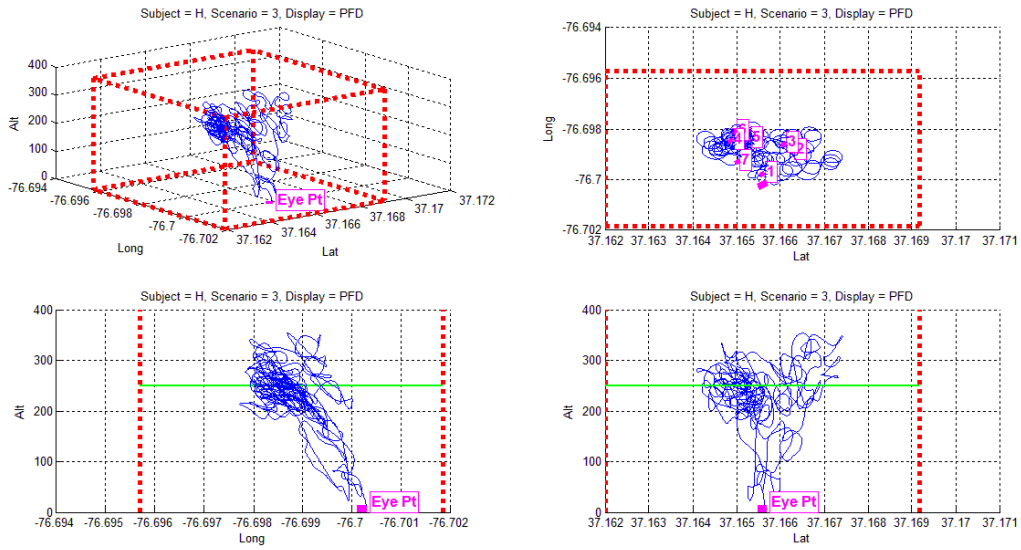 Subject = H, Scenario = 3, Display = PFD
400
300
200
100
0
Alt
-76.694
-76.696
-76.698
-76.7
-76.702
Long
37.162
37.164
37.166
37.168
37.17
37.172
Lat
Eye Pt
Subject = H, Scenario = 3, Display = PFD
-76.694
-76.696
-76.698
-76.7
-76.702
Long
5
4
3
2
7
1
37.162 37.163 37.164 37.165 37.166 37.167 37.168 37.169 37.17 37.171
Lat
Subject = H, Scenario = 3, Display = PFD
400
300
200
100
0
Alt
Eye Pt
-76.694 -76.695 -76.696 -76.697 -76.698 -76.699 -76.7 -76.701 -76.702
Long
Subject = H, Scenario = 3, Display = PFD
400
300
200
100
0
Alt
Eye Pt
37.162 37.163 37.164 37.165 37.166 37.167 37.168 37.169 37.17 37.171
Lat